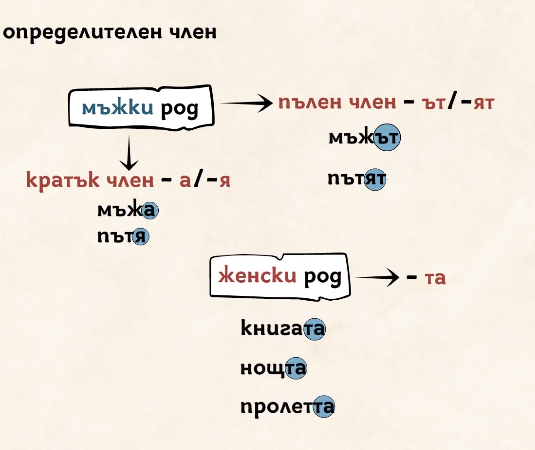 определителен член
мъжки род
пълен член - ът/-ят
мъжът
пътят
кратък член - а/-я
мъжа
пътя
женски род
- та
книгата
нощта
пролетта